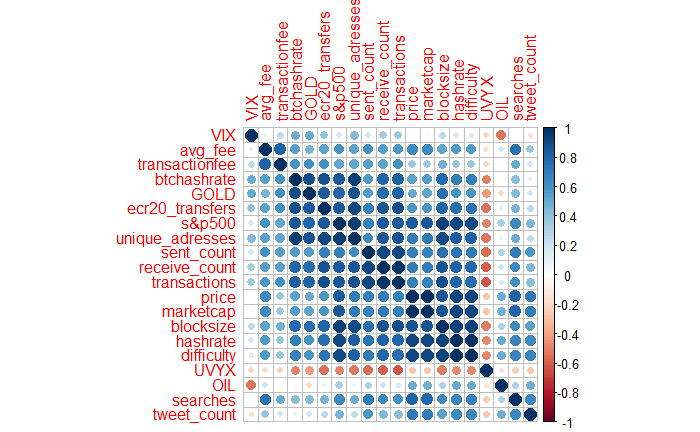 VIX
avg_fee
transactionfee
btchashrate
GOLD
ecr20_transfers
s&p500
unique_adresses
sent_count
receive_count
transactions
price
marketcap
blocksize
hashrate
difficulty
UVYX
OIL
searches
tweet_count
VIX
avg_fee
transactionfee
btchashrate
GOLD
ecr20_transfers
s&p500
unique_adresses
sent_count
receive_count
transactions
price
marketcap
blocksize
hashrate
difficulty
UVYX
OIL
searches
tweet_count
1
0.8
0.6
0.4
0.2
0
-0.2
-0.4
-0.6
-0.8
-1